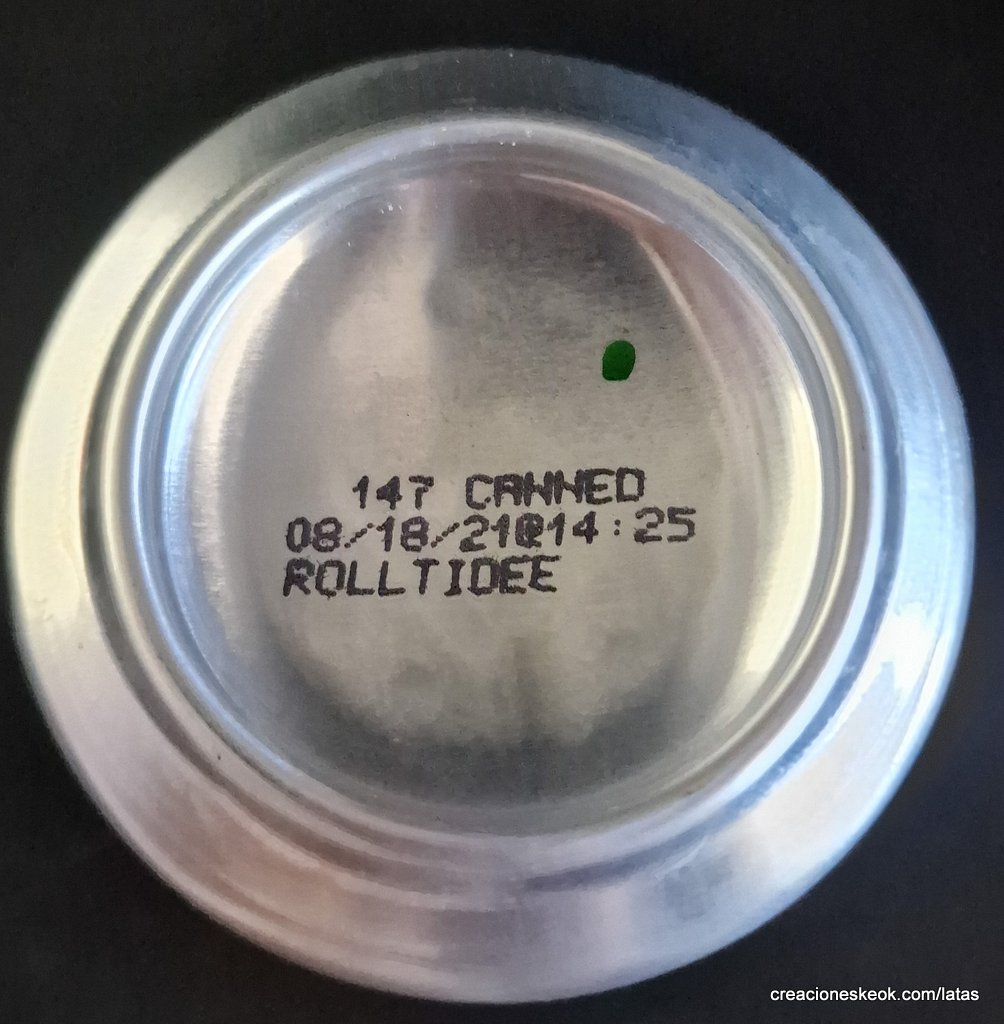 147 CANNED
08/18/21@14:25
ROLLTIDEE
creacioneskeok.com/latas